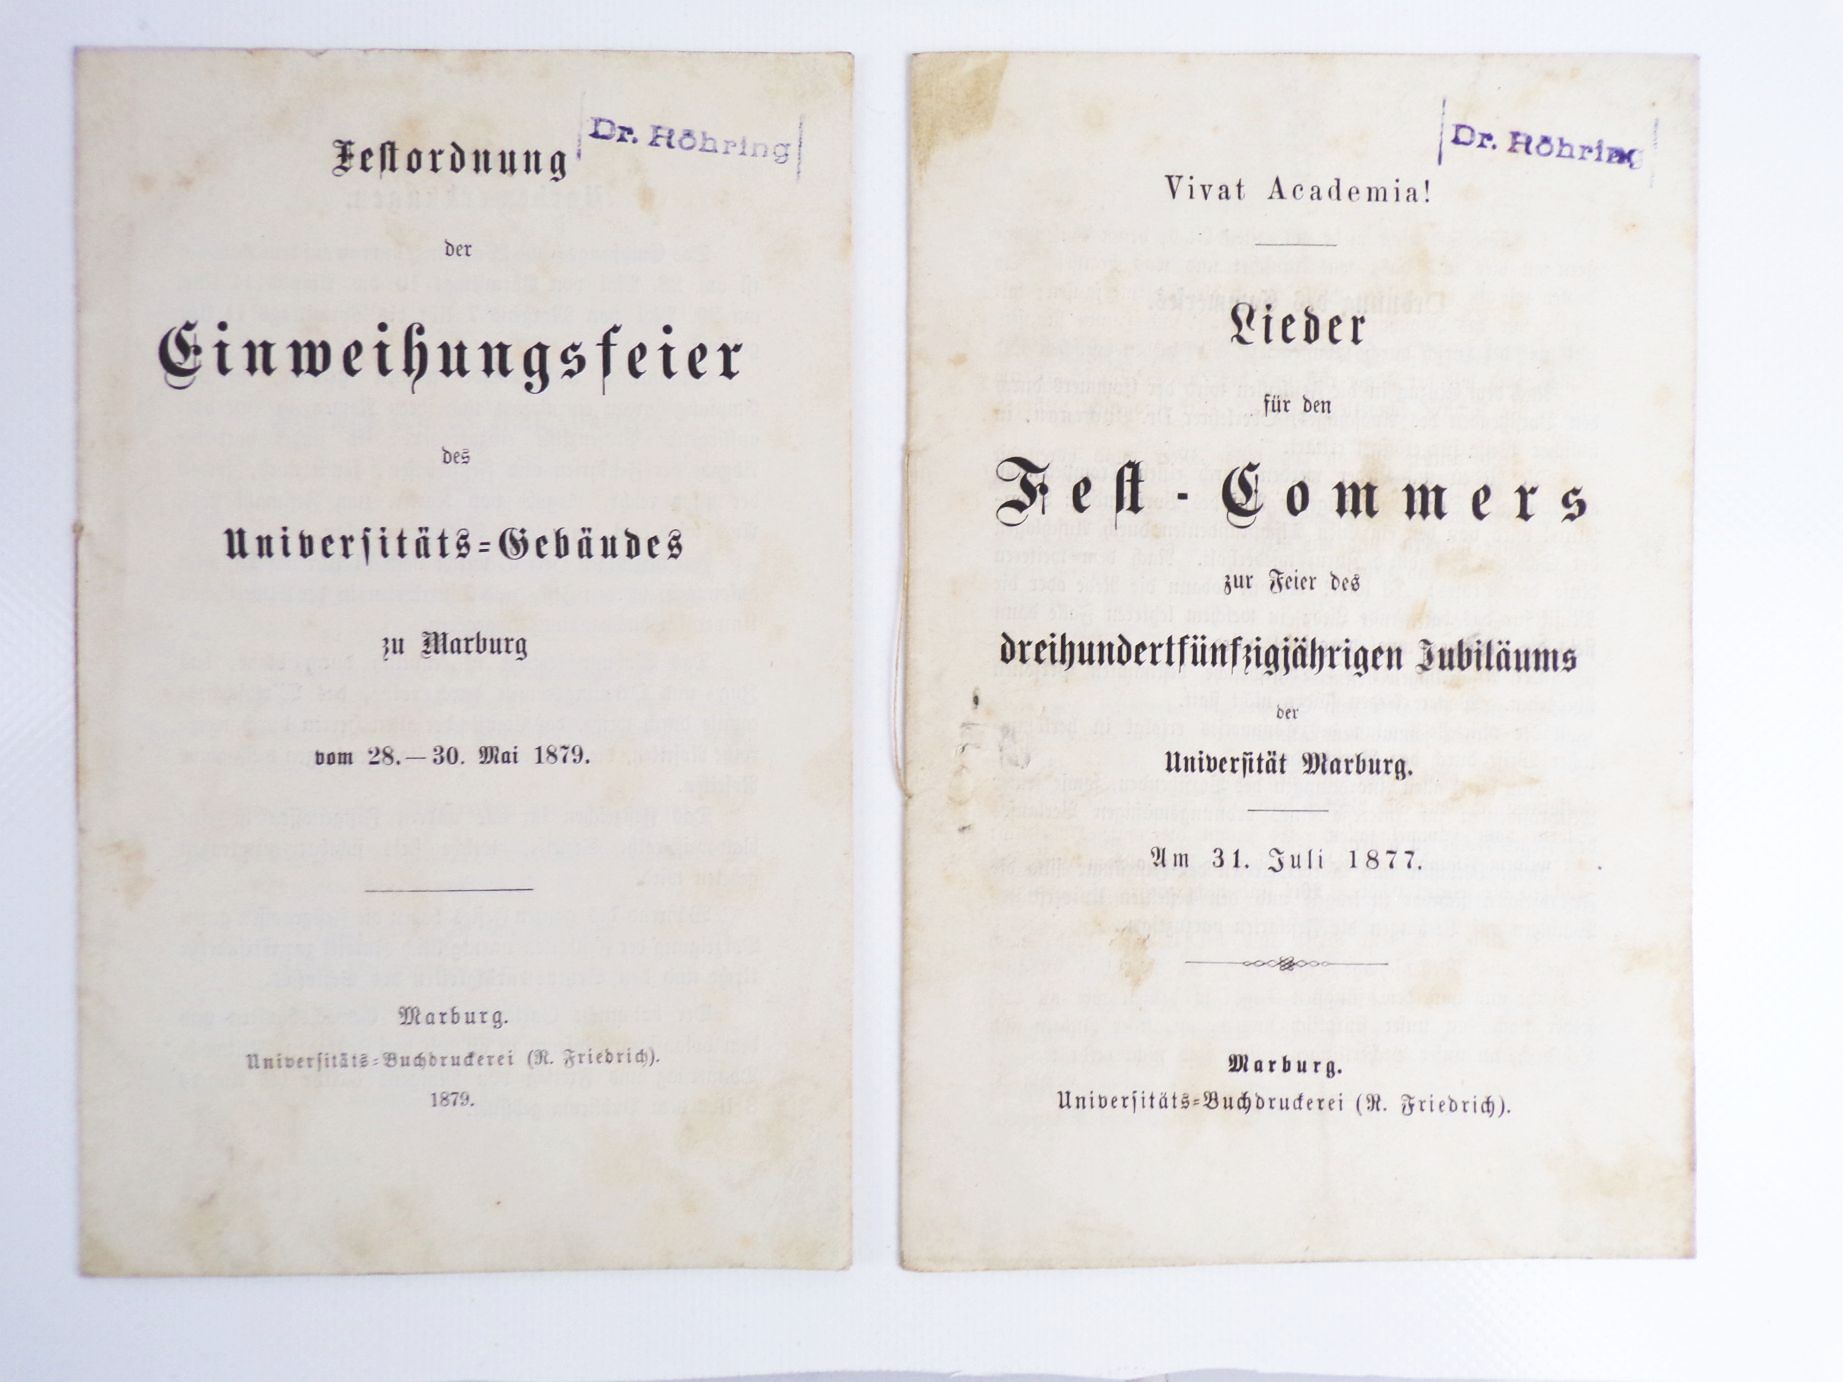 Festordnung
Dr. Röhring
der
Einweihungsfeier
des
Universitäts=Gebäudes
zu Marburg
vom 28.—30. Mai 1879.
Marburg.
Universitäts=Buchdruckerei (R. Friedrich).
1879.
Dr. Röhring
Vivat Academia!
Lieder
für den
Fest-Commers
zur Feier des
dreihundertfünfzigjährigen Jubiläums
der
Universität Marburg.
Am 31. Juli 1877.
Marburg.
Universitäts=Buchdruckerei (R. Friedrich).